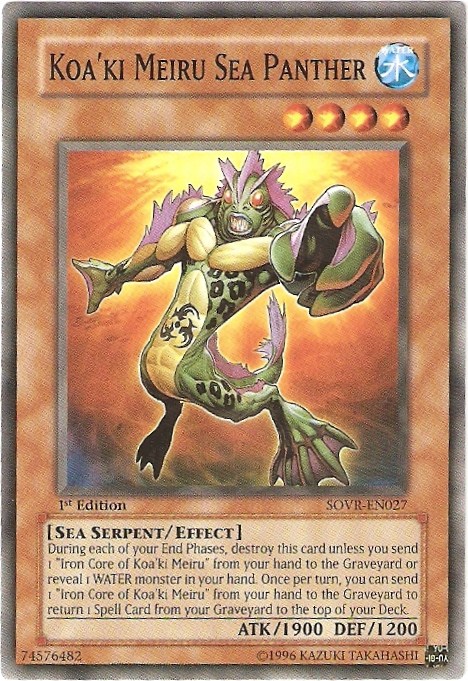 Koa'ki Meiru Sea Panther
WATER
水
1st Edition
SOVR-EN027
[Sea Serpent/Effect]
During each of your End Phases, destroy this card unless you send
1 "Iron Core of Koa'ki Meiru" from your hand to the Graveyard or
reveal 1 WATER monster in your hand. Once per turn, you can send
1 "Iron Core of Koa'ki Meiru" from your hand to the Graveyard to
return 1 Spell Card from your Graveyard to the top of your Deck.
ATK/1900 DEF/1200
74576482
©1996 KAZUKI TAKAHASHI